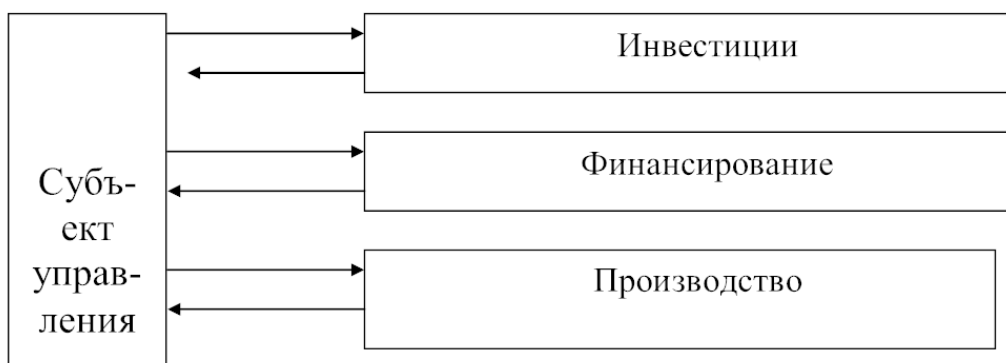 Инвестиции
Финансирование
Субъ-
ект
управ-
ления
Производство